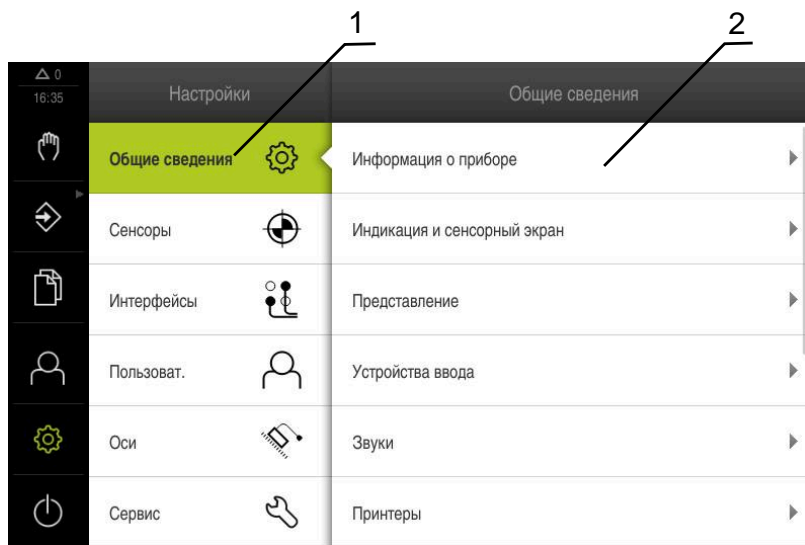 1
2
0
16:35
Настройки
Общие сведения
Общие сведения
Информация о приборе
Сенсоры
Индикация и сенсорный экран
Интерфейсы
Представление
Пользоват.
Устройства ввода
Оси
Звуки
Сервис
Принтеры